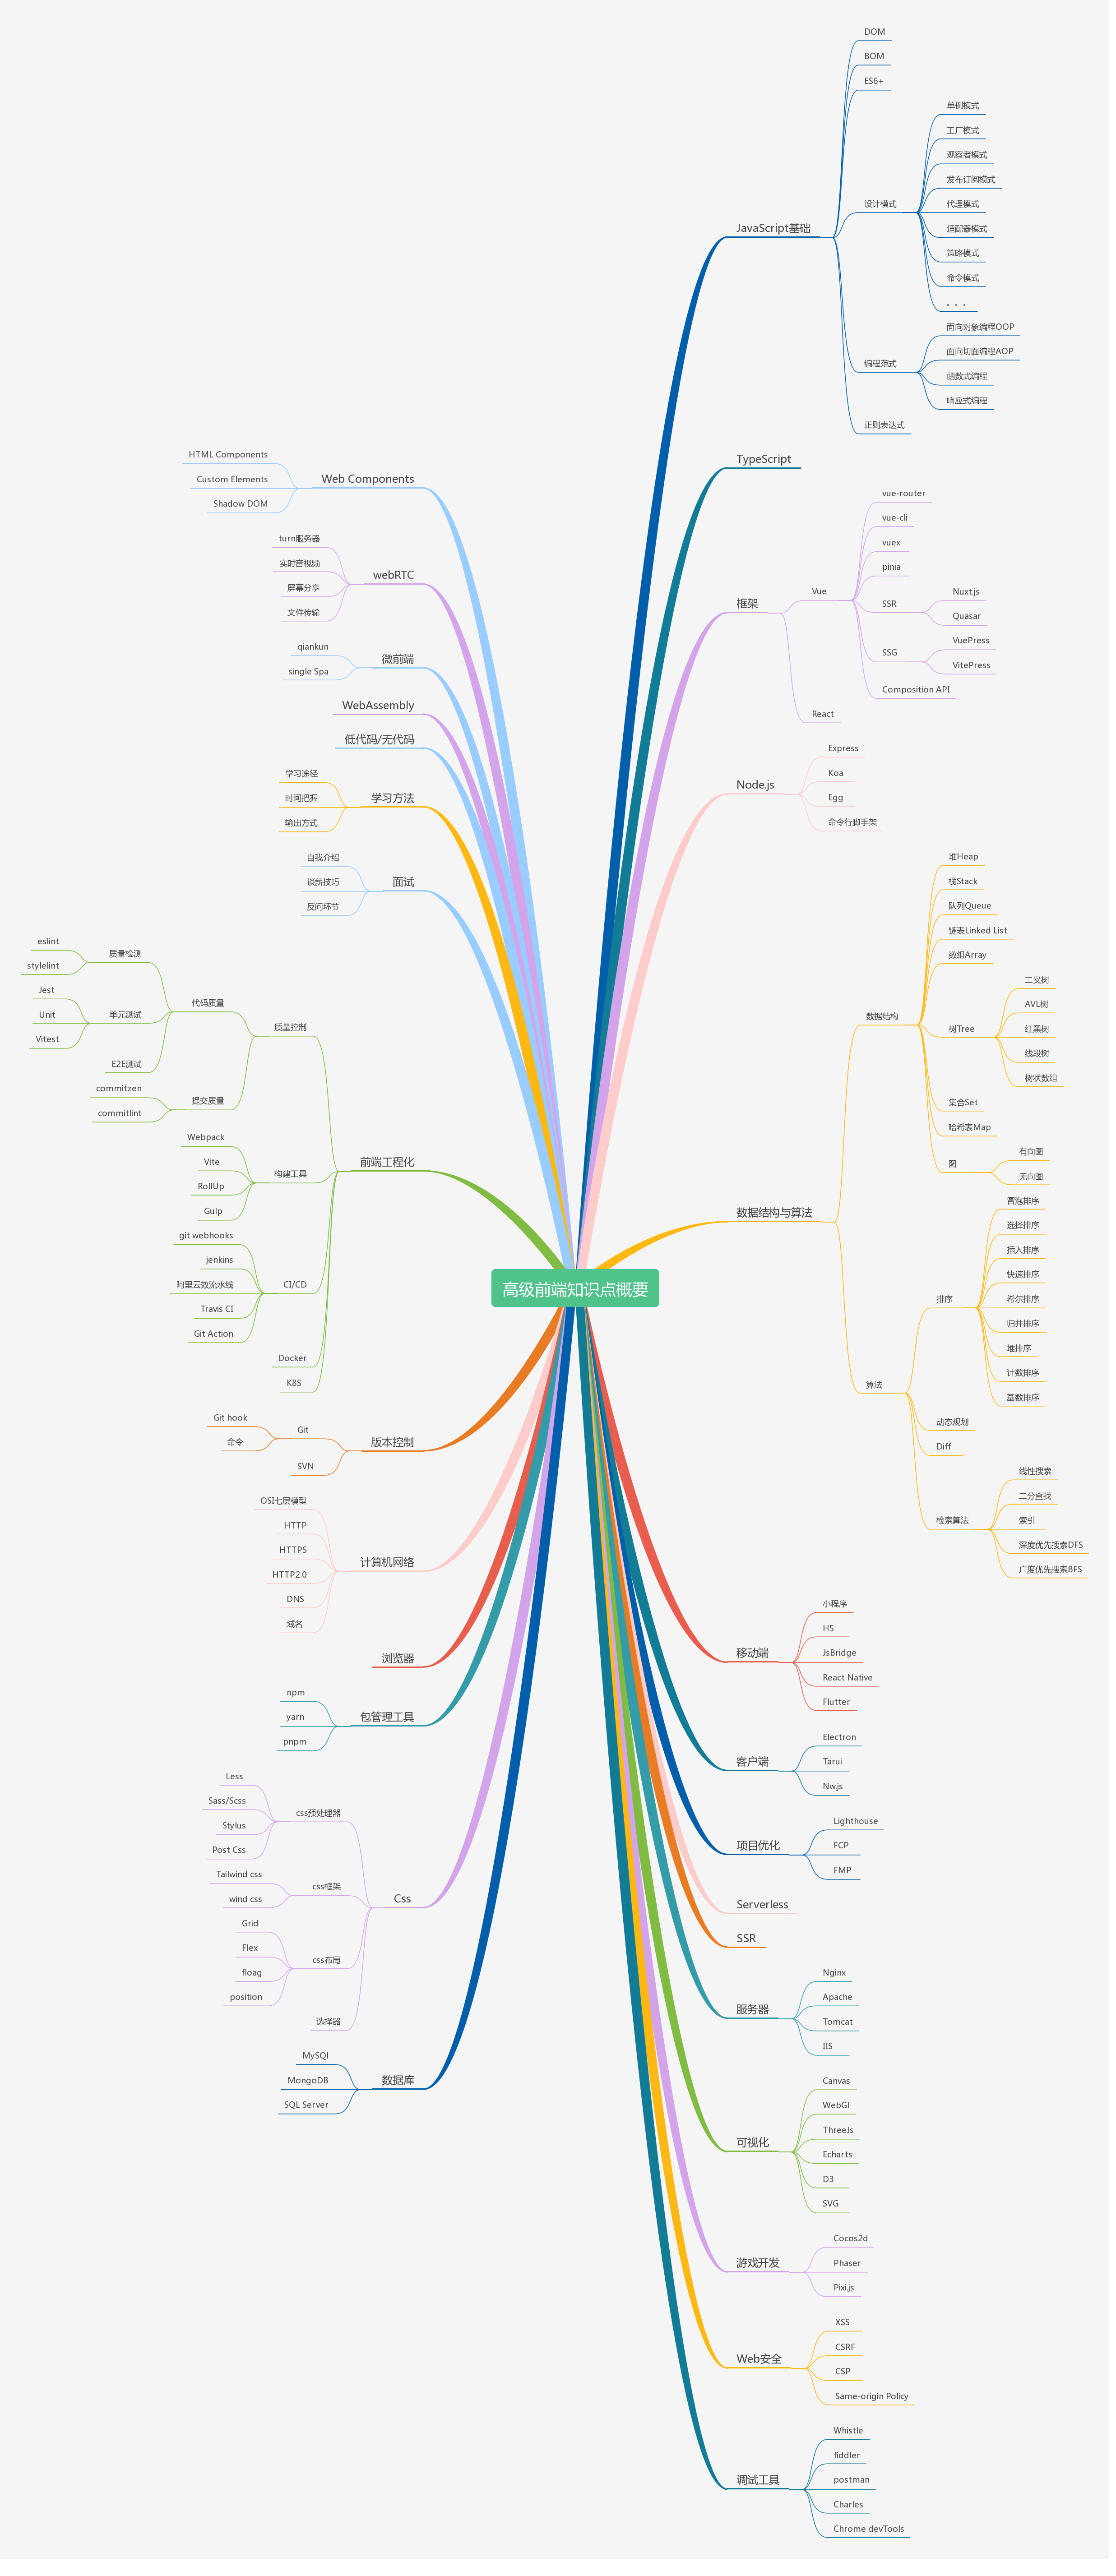 高级前端知识点概要
JavaScript基础
DOM
BOM
ES6+
设计模式
单例模式
工厂模式
观察者模式
发布订阅模式
代理模式
适配器模式
策略模式
命令模式
。。。
编程范式
面向对象编程OOP
面向切面编程AOP
函数式编程
响应式编程
正则表达式
TypeScript
框架
Vue
vue-router
vue-cli
vuex
pinia
SSR
Nuxt.js
Quasar
SSG
VuePress
VitePress
Composition API
React
Node.js
Express
Koa
Egg
命令行脚手架
数据结构与算法
数据结构
堆Heap
栈Stack
队列Queue
链表Linked List
数组Array
树Tree
二叉树
AVL树
红黑树
线段树
树状数组
集合Set
哈希表Map
图
有向图
无向图
算法
排序
冒泡排序
选择排序
插入排序
快速排序
希尔排序
归并排序
堆排序
计数排序
基数排序
动态规划
Diff
检索算法
线性搜索
二分查找
索引
深度优先搜索DFS
广度优先搜索BFS
移动端
小程序
H5
JsBridge
React Native
Flutter
客户端
Electron
Tarui
Nw.js
项目优化
Lighthouse
FCP
FMP
Serverless
SSR
服务器
Nginx
Apache
Tomcat
IIS
可视化
Canvas
WebGl
ThreeJs
Echarts
D3
SVG
游戏开发
Cocos2d
Phaser
Pixi.js
Web安全
XSS
CSRF
CSP
Same-origin Policy
调试工具
Whistle
fiddler
postman
Charles
Chrome devTools
Web Components
HTML Components
Custom Elements
Shadow DOM
webRTC
turn服务器
实时音视频
屏幕分享
文件传输
微前端
qiankun
single Spa
WebAssembly
低代码/无代码
学习方法
学习途径
时间把握
输出方式
面试
自我介绍
谈薪技巧
反问环节
前端工程化
质量控制
代码质量
质量检测
eslint
stylelint
单元测试
Jest
Unit
Vitest
E2E测试
提交质量
commitzen
commitlint
构建工具
Webpack
Vite
RollUp
Gulp
CI/CD
git webhooks
jenkins
阿里云效流水线
Travis CI
Git Action
Docker
K8S
版本控制
Git
Git hook
命令
SVN
计算机网络
OSI七层模型
HTTP
HTTPS
HTTP2.0
DNS
域名
浏览器
包管理工具
npm
yarn
pnpm
Css
css预处理器
Less
Sass/Scss
Stylus
Post Css
css框架
Tailwind css
wind css
css布局
Grid
Flex
floag
position
选择器
数据库
MySQl
MongoDB
SQL Server